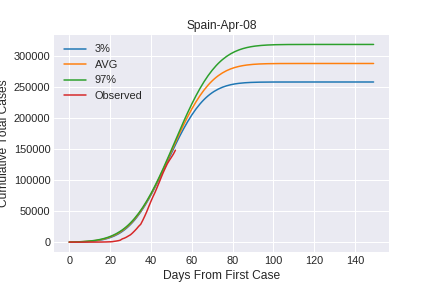 Spain-Apr-08
3%
AVG
97%
Observed
300000
250000
200000
150000
100000
50000
0
0 20 40 60 80 100 120 140
Days From First Case
Cumulative Total Cases